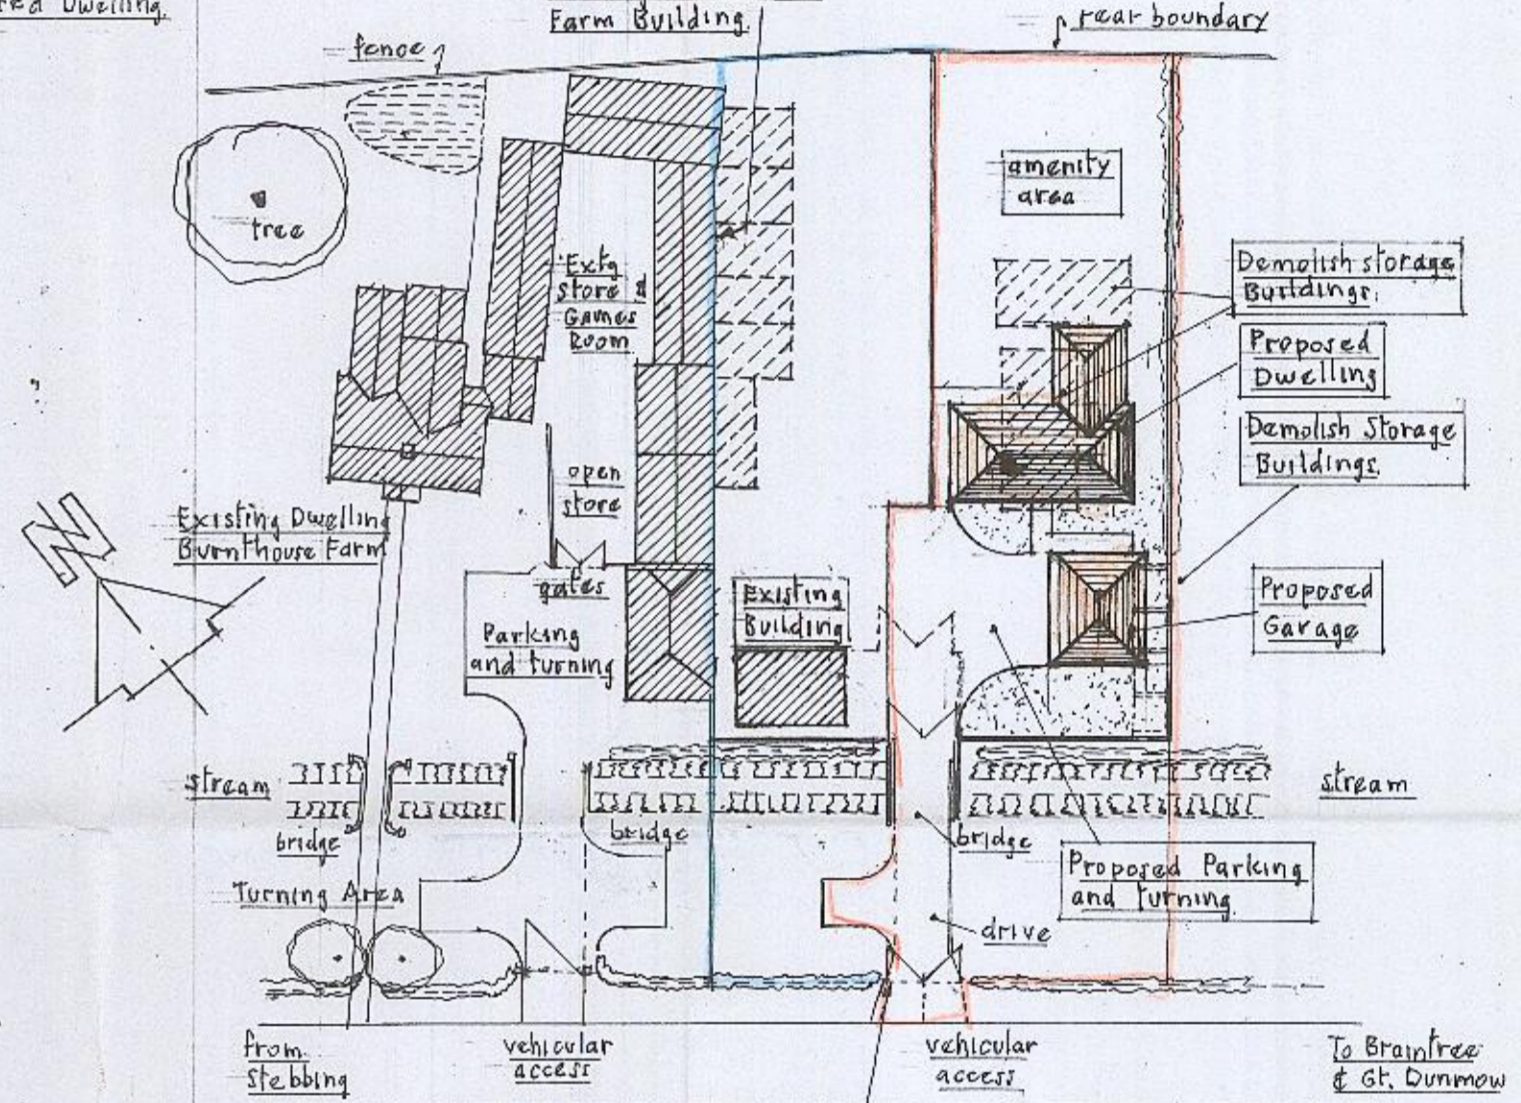 Dwelling.
Farm Building
rear boundary
fence
tree
amenity
area
Extg
store &
Games
Room
Demolish storage
Buildings.
Proposed
Dwelling
Demolish Storage
Buildings.
open
store
Existing Dwelling
Burnthouse Farm
N
gates
Existing
Building
Proposed
Garage
Parking
and turning
stream
stream
bridge
bridge
bridge
Proposed Parking
and turning
Turning Area
drive
from
Stebbing
vehicular
access
vehicular
access
To Braintree
& Gt. Dunmow